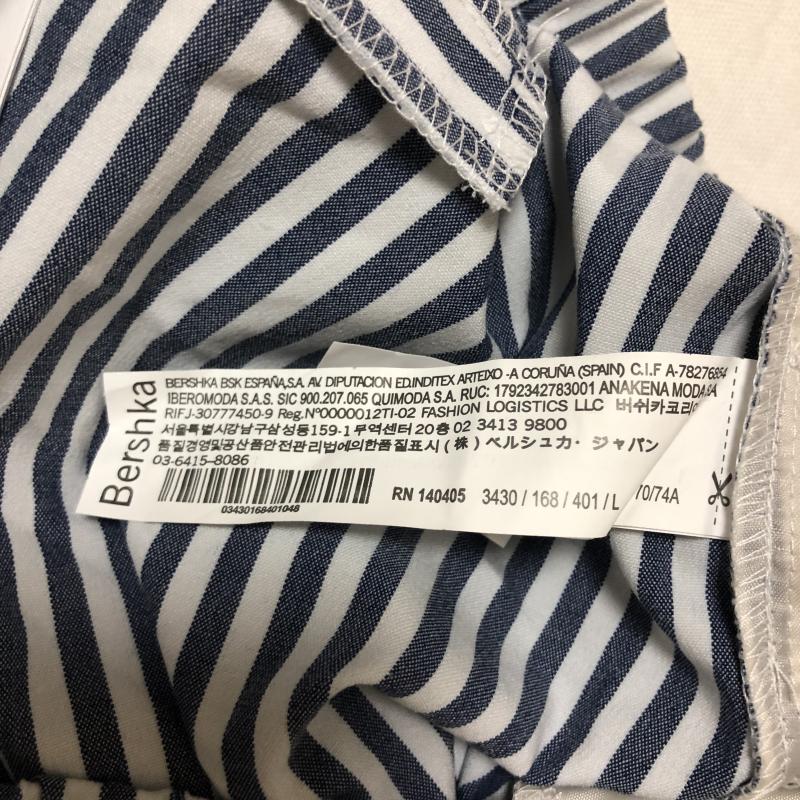 Bershka
BERSHKA BSK ESPAÑA,S.A. AV. DIPUTACION ED.INDITEX ARTEIXO -A CORUÑA (SPAIN) C.I.F A-78276854
IBEROMODA S.A.S. SIC 900.207.065 QUIMODA S.A. RUC: 1792342783001 ANAKENA MODA SA
RIFJ-30777450-9 Reg.Nº0000012TI-02 FASHION LOGISTICS LLC 버쉬카코리아
서울특별시강남구삼성동159-1무역센터20층02 3413 9800
품질경영및공산품안전관리법에의한품질표시(株)ベルシュカ・ジャパン
03-6415-8086
03430168401048
RN 140405 3430 / 168 / 401 / L 70/74A